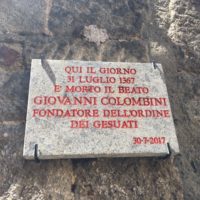 QUI IL GIORNO
31 LUGLIO 1367
E' MORTO IL BEATO
GIOVANNI COLOMBINI
FONDATORE DELL'ORDINE
DEI GESUATI
30-7-2017